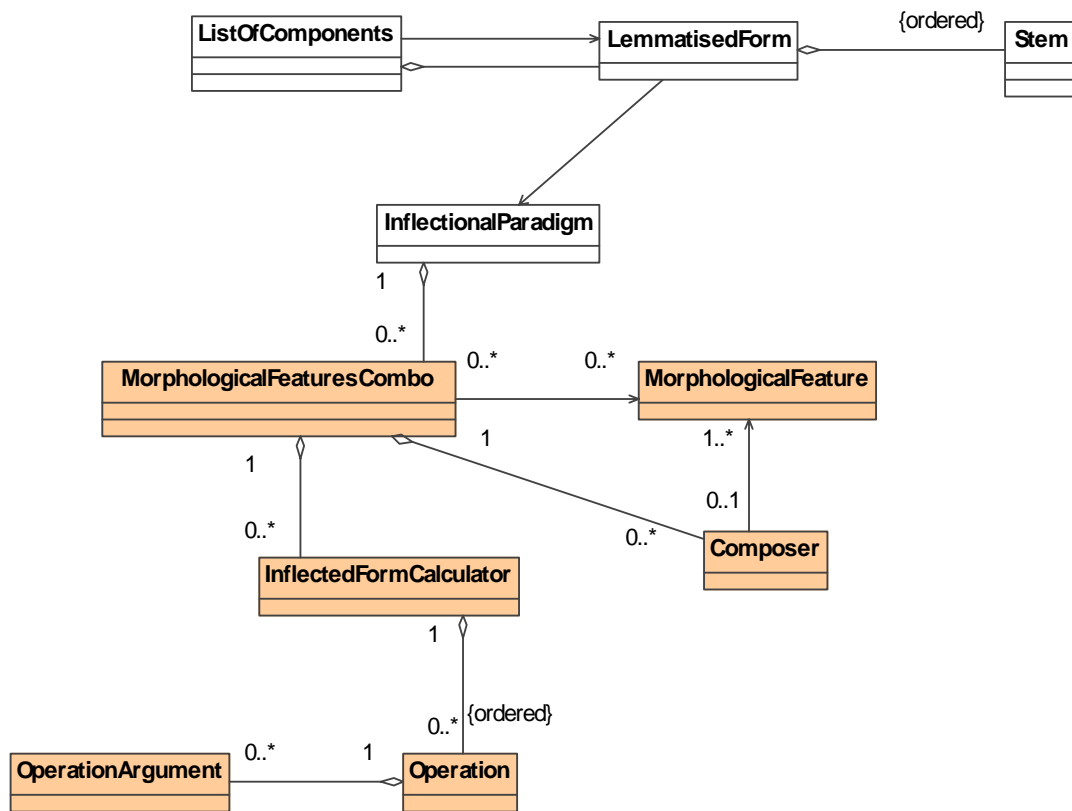 {ordered}
ListOfComponents
LemmatisedForm
Stem
InflectionalParadigm
1
0..*
0..*
0..*
MorphologicalFeaturesCombo
MorphologicalFeature
1
1
1..*
0..1
0..*
0..*
Composer
InflectedFormCalculator
1
{ordered}
0..*
0..*
1
OperationArgument
Operation